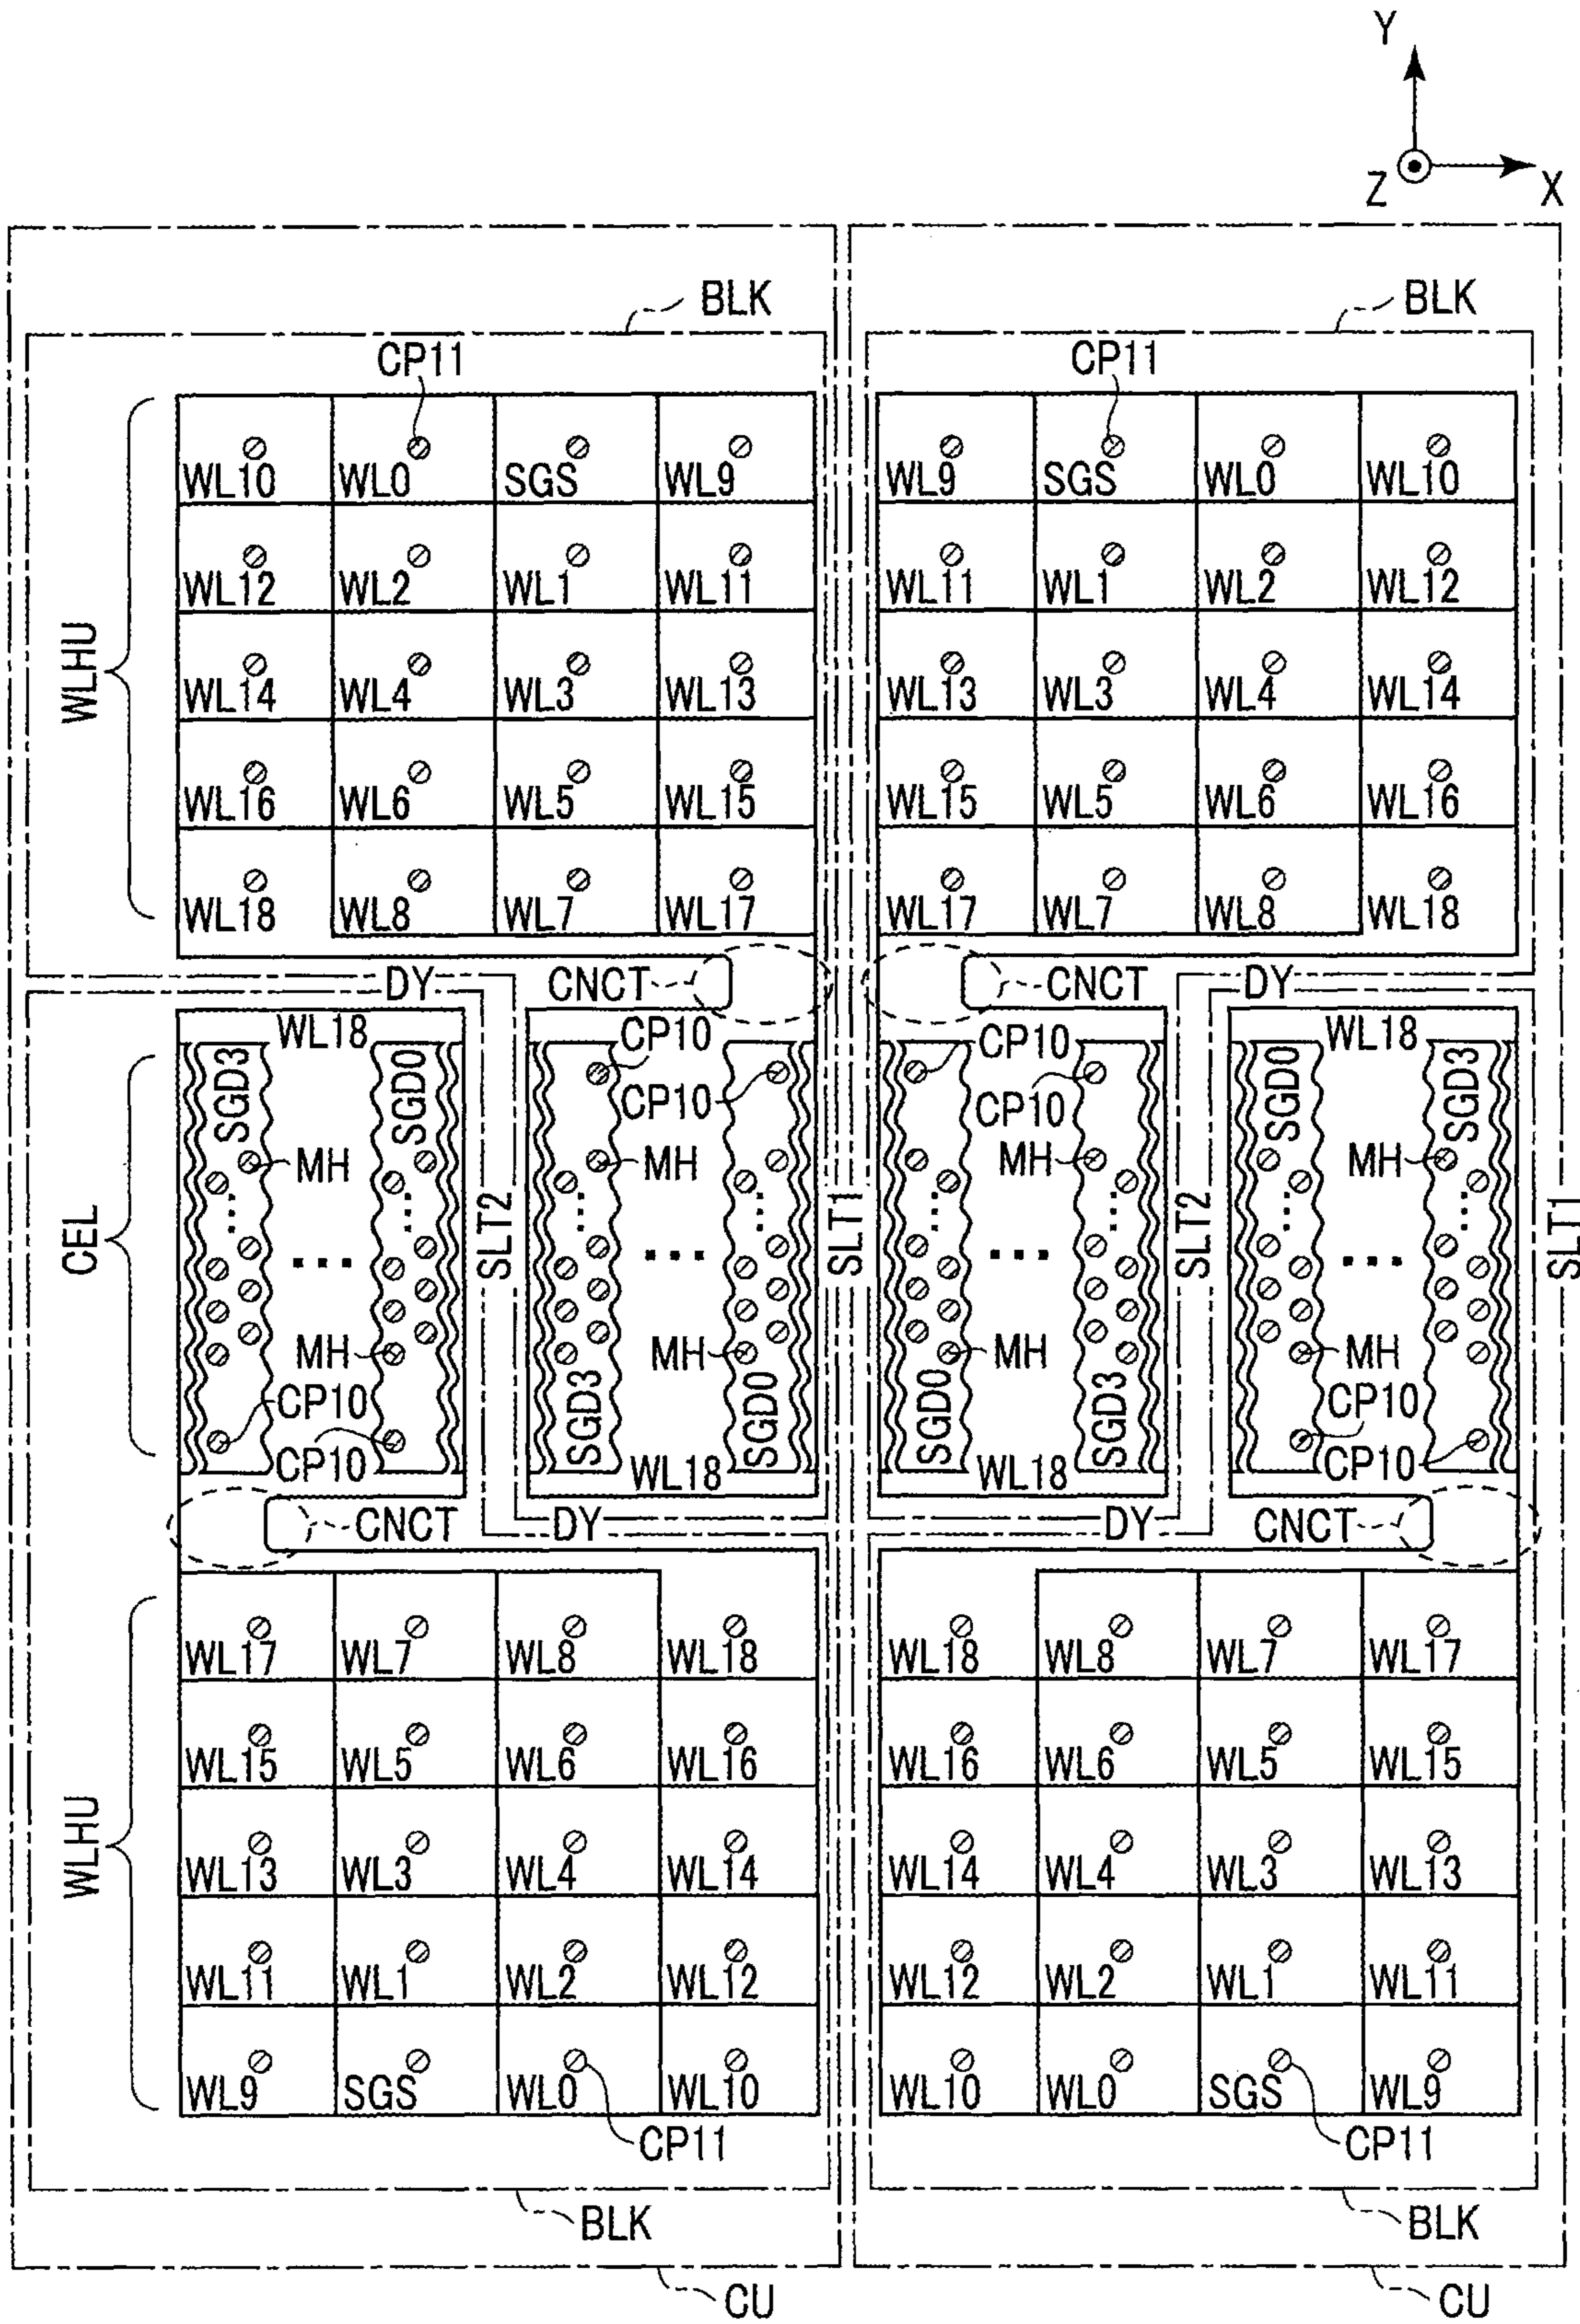 Y
Z X
BLK BLK
CP11 CP11
WL10 WL0 SGS WL9 WL9 SGS WL0 WL10
WL12 WL2 WL1 WL11 WL11 WL1 WL2 WL12
WLHU
WL14 WL4 WL3 WL13 WL13 WL3 WL4 WL14
WL16 WL6 WL5 WL15 WL15 WL5 WL6 WL16
WL18 WL8 WL7 WL17 WL17 WL7 WL8 WL18
DY CNCT CNCT DY
WL18 CP10 CP10 WL18
SGD3 SGD0 CP10 CP10 SGD0 SGD3
MH MH MH MH
CEL SLT2 SLT1 SLT2 SLT1
MH MH MH MH
CP10 SGD3 SGD0 SGD0 SGD3 CP10
CP10 WL18 WL18 CP10
CNCT DY DY CNCT
WL17 WL7 WL8 WL18 WL18 WL8 WL7 WL17
WL15 WL5 WL6 WL16 WL16 WL6 WL5 WL15
WLHU
WL13 WL3 WL4 WL14 WL14 WL4 WL3 WL13
WL11 WL1 WL2 WL12 WL12 WL2 WL1 WL11
WL9 SGS WL0 WL10 WL10 WL0 SGS WL9
CP11 CP11
BLK BLK
CU CU